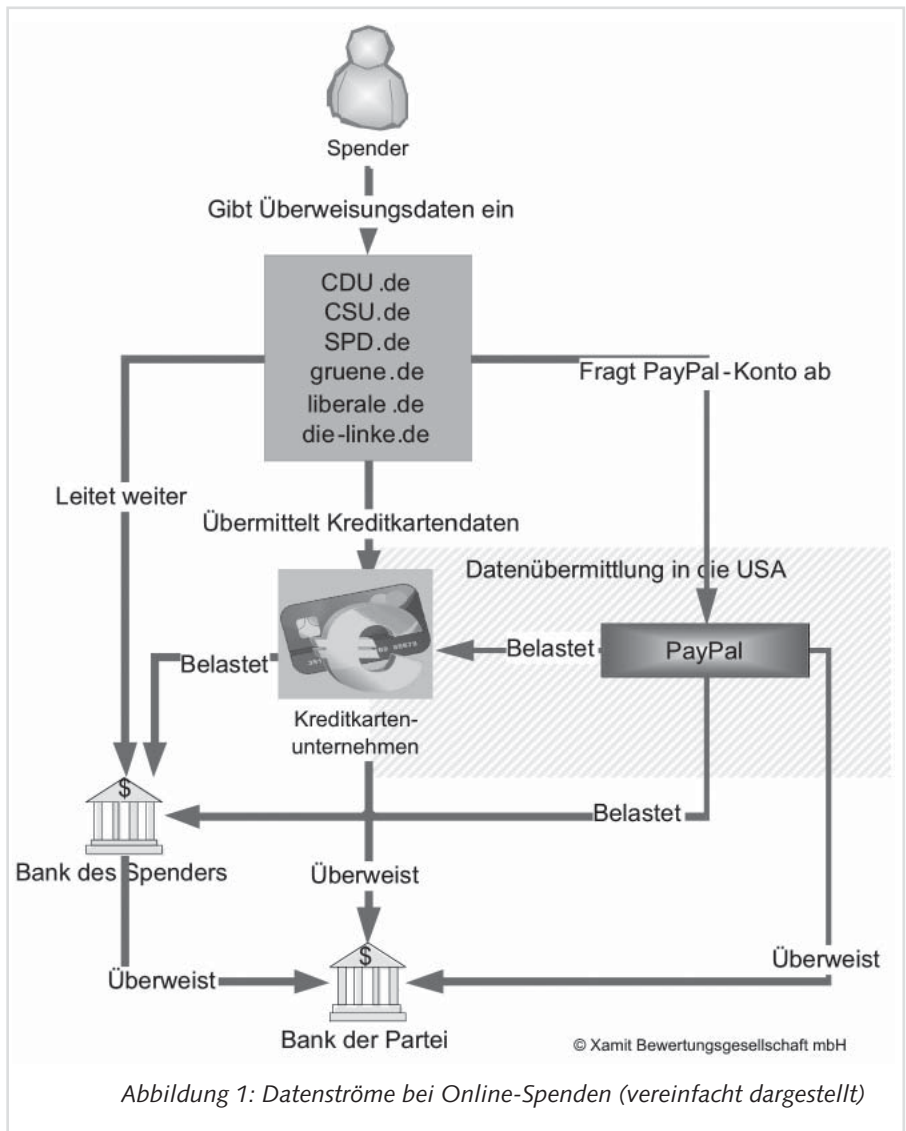 Spender
Gibt Überweisungsdaten ein
CDU.de
CSU.de
SPD.de
gruene.de
liberale.de
die-linke.de
Fragt PayPal-Konto ab
Leitet weiter
Übermittelt Kreditkartendaten
Datenübermittlung in die USA
Belastet
Belastet
PayPal
Kreditkarten-
unternehmen
$
Belastet
Bank des Spenders
Überweist
$
Überweist
Überweist
Bank der Partei
© Xamit Bewertungsgesellschaft mbH
Abbildung 1: Datenströme bei Online-Spenden (vereinfacht dargestellt)